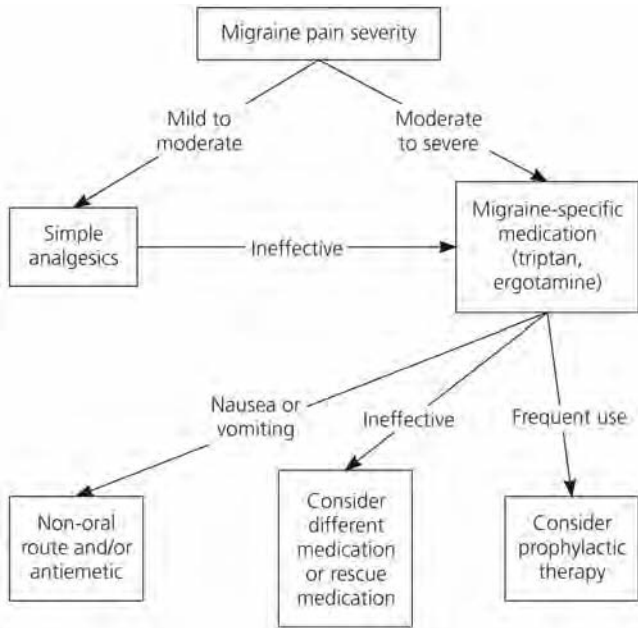 Migraine pain severity
Mild to
moderate
Moderate
to severe
Simple
analgesics
Ineffective
Migraine-specific
medication
(triptan,
ergotamine)
Nausea or
vomiting
Ineffective
Frequent use
Non-oral
route and/or
antiemetic
Consider
different
medication
or rescue
medication
Consider
prophylactic
therapy